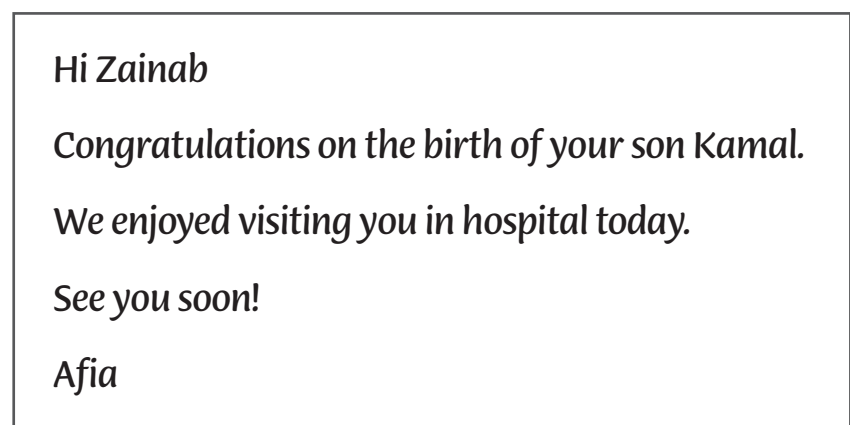 Hi Zainab
Congratulations on the birth of your son Kamal.
We enjoyed visiting you in hospital today.
See you soon!
Afia